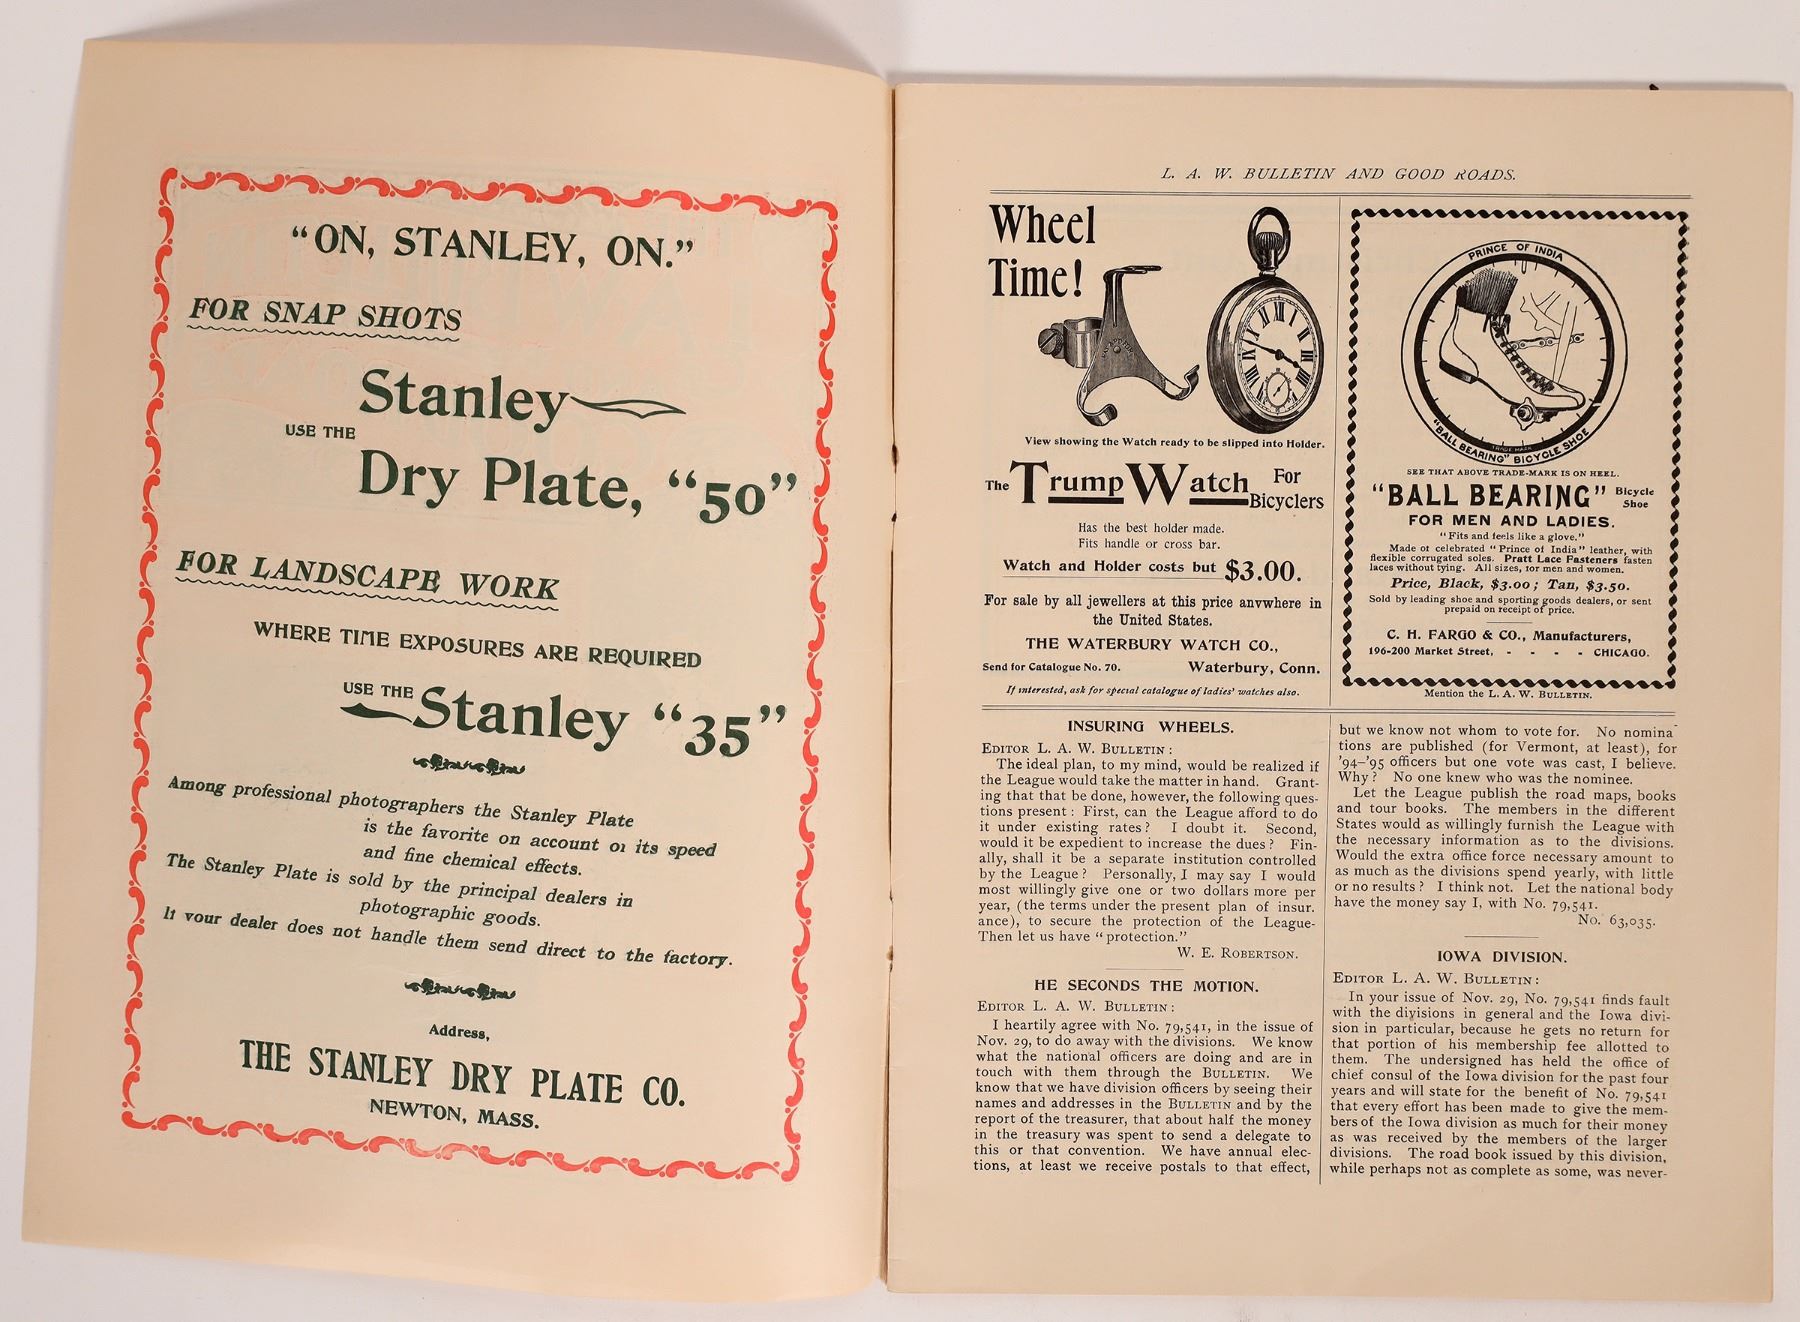 "ON, STANLEY, ON."
FOR SNAP SHOTS
Stanley
USE THE
Dry Plate, "50"
FOR LANDSCAPE WORK
WHERE TIME EXPOSURES ARE REQUIRED
USE THE Stanley "35"
Among professional photographers the Stanley Plate
is the favorite on account of its speed
and fine chemical effects.
The Stanley Plate is sold by the principal dealers in
photographic goods.
If your dealer does not handle them send direct to the factory.
Address,
THE STANLEY DRY PLATE CO.
NEWTON, MASS.
L. A. W. BULLETIN AND GOOD ROADS.
Wheel
Time!
View showing the Watch ready to be slipped into Holder.
The Trump Watch For
Bicyclers
Has the best holder made.
Fits handle or cross bar.
Watch and Holder costs but $3.00.
For sale by all jewellers at this price anywhere in
the United States.
THE WATERBURY WATCH CO.,
Send for Catalogue No. 70. Waterbury, Conn.
If interested, ask for special catalogue of ladies' watches also.
PRINCE OF INDIA
"BALL BEARING" BICYCLE SHOE
TRADE MARK
SEE THAT ABOVE TRADE-MARK IS ON HEEL.
"BALL BEARING" Bicycle
Shoe
FOR MEN AND LADIES.
"Fits and feels like a glove."
Made of celebrated "Prince of India" leather, with
flexible corrugated soles. Pratt Lace Fasteners fasten
laces without tying. All sizes, for men and women.
Price, Black, $3.00; Tan, $3.50.
Sold by leading shoe and sporting goods dealers, or sent
prepaid on receipt of price.
C. H. FARGO & CO., Manufacturers,
196-200 Market Street, - - - - CHICAGO.
Mention the L. A. W. BULLETIN.
INSURING WHEELS.
EDITOR L. A. W. BULLETIN:
The ideal plan, to my mind, would be realized if
the League would take the matter in hand. Grant-
ing that that be done, however, the following ques-
tions present: First, can the League afford to do
it under existing rates? I doubt it. Second,
would it be expedient to increase the dues? Fin-
ally, shall it be a separate institution controlled
by the League? Personally, I may say I would
most willingly give one or two dollars more per
year, (the terms under the present plan of insur.
ance), to secure the protection of the League-
Then let us have "protection."
W. E. ROBERTSON.
HE SECONDS THE MOTION.
EDITOR L. A. W. BULLETIN:
I heartily agree with No. 79,541, in the issue of
Nov. 29, to do away with the divisions. We know
what the national officers are doing and are in
touch with them through the BULLETIN. We
know that we have division officers by seeing their
names and addresses in the BULLETIN and by the
report of the treasurer, that about half the money
in the treasury was spent to send a delegate to
this or that convention. We have annual elec-
tions, at least we receive postals to that effect,
but we know not whom to vote for. No nomina
tions are published (for Vermont, at least), for
'94-'95 officers but one vote was cast, I believe.
Why? No one knew who was the nominee.
Let the League publish the road maps, books
and tour books. The members in the different
States would as willingly furnish the League with
the necessary information as to the divisions.
Would the extra office force necessary amount to
as much as the divisions spend yearly, with little
or no results? I think not. Let the national body
have the money say I, with No. 79,541.
No. 63,035.
IOWA DIVISION.
EDITOR L. A. W. BULLETIN:
In your issue of Nov. 29, No. 79,541 finds fault
with the divisions in general and the Iowa divi-
sion in particular, because he gets no return for
that portion of his membership fee allotted to
them. The undersigned has held the office of
chief consul of the Iowa division for the past four
years and will state for the benefit of No. 79,541
that every effort has been made to give the mem-
bers of the Iowa division as much for their money
as was received by the members of the larger
divisions. The road book issued by this division,
while perhaps not as complete as some, was never-